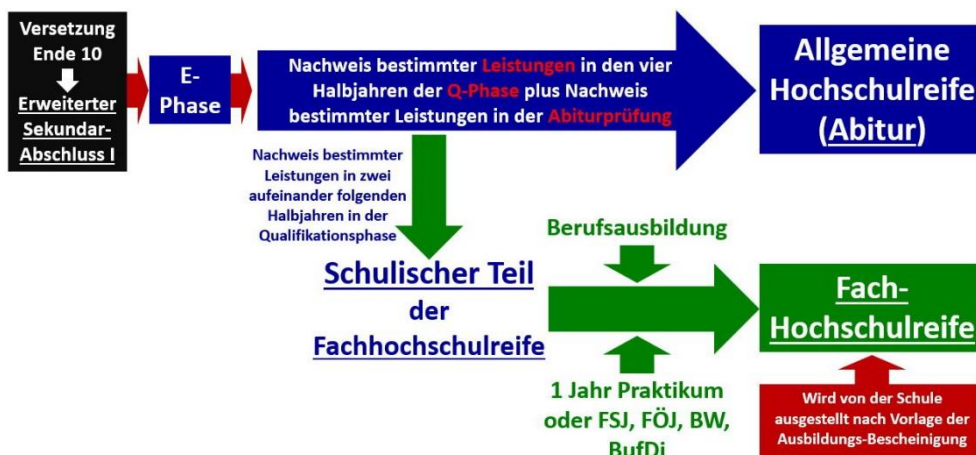 Versetzung
Ende 10
Erweiterter
Sekundar-
Abschluss I
E-
Phase
Nachweis bestimmter Leistungen in den vier
Halbjahren der Q-Phase plus Nachweis
bestimmter Leistungen in der Abiturprüfung
Allgemeine
Hochschulreife
(Abitur)
Nachweis bestimmter
Leistungen in zwei
aufeinander folgenden
Halbjahren in der
Qualifikationsphase
Schulischer Teil
der
Fachhochschulreife
Berufsausbildung
1 Jahr Praktikum
oder FSJ, FÖJ, BW,
BufDi
Fach-
Hochschulreife
Wird von der Schule
ausgestellt nach Vorlage der
Ausbildungs-Bescheinigung